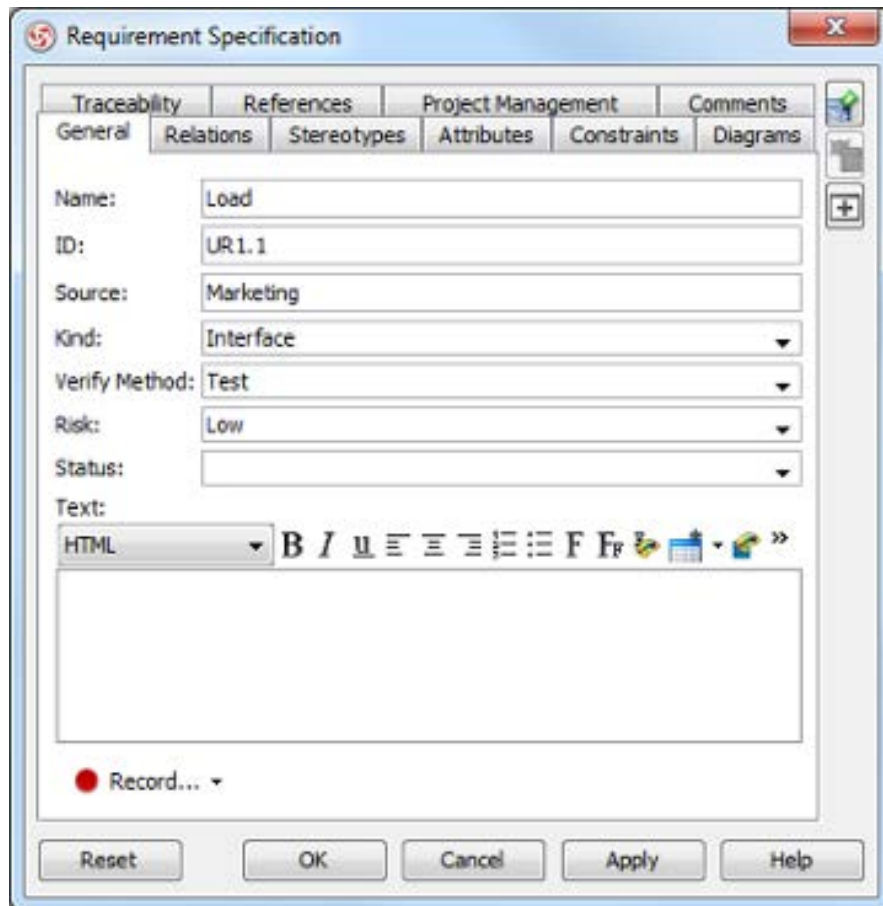 Requirement Specification
Traceability References Project Management Comments
General Relations Stereotypes Attributes Constraints Diagrams
Name: Load
ID: UR1.1
Source: Marketing
Kind: Interface
Verify Method: Test
Risk: Low
Status:
Text:
HTML B I u F FF »
Record...
Reset OK Cancel Apply Help